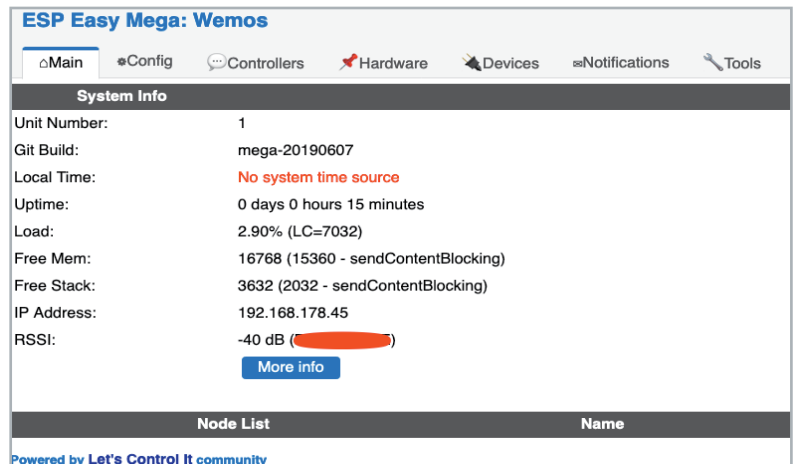 ESP Easy Mega: Wemos
⌂Main ⚙Config 💬Controllers 📌Hardware 🔌Devices ✉Notifications 🔧Tools
System Info
Unit Number: 1
Git Build: mega-20190607
Local Time: No system time source
Uptime: 0 days 0 hours 15 minutes
Load: 2.90% (LC=7032)
Free Mem: 16768 (15360 - sendContentBlocking)
Free Stack: 3632 (2032 - sendContentBlocking)
IP Address: 192.168.178.45
RSSI: -40 dB ( )
More info
Node List Name
Powered by Let's Control It community